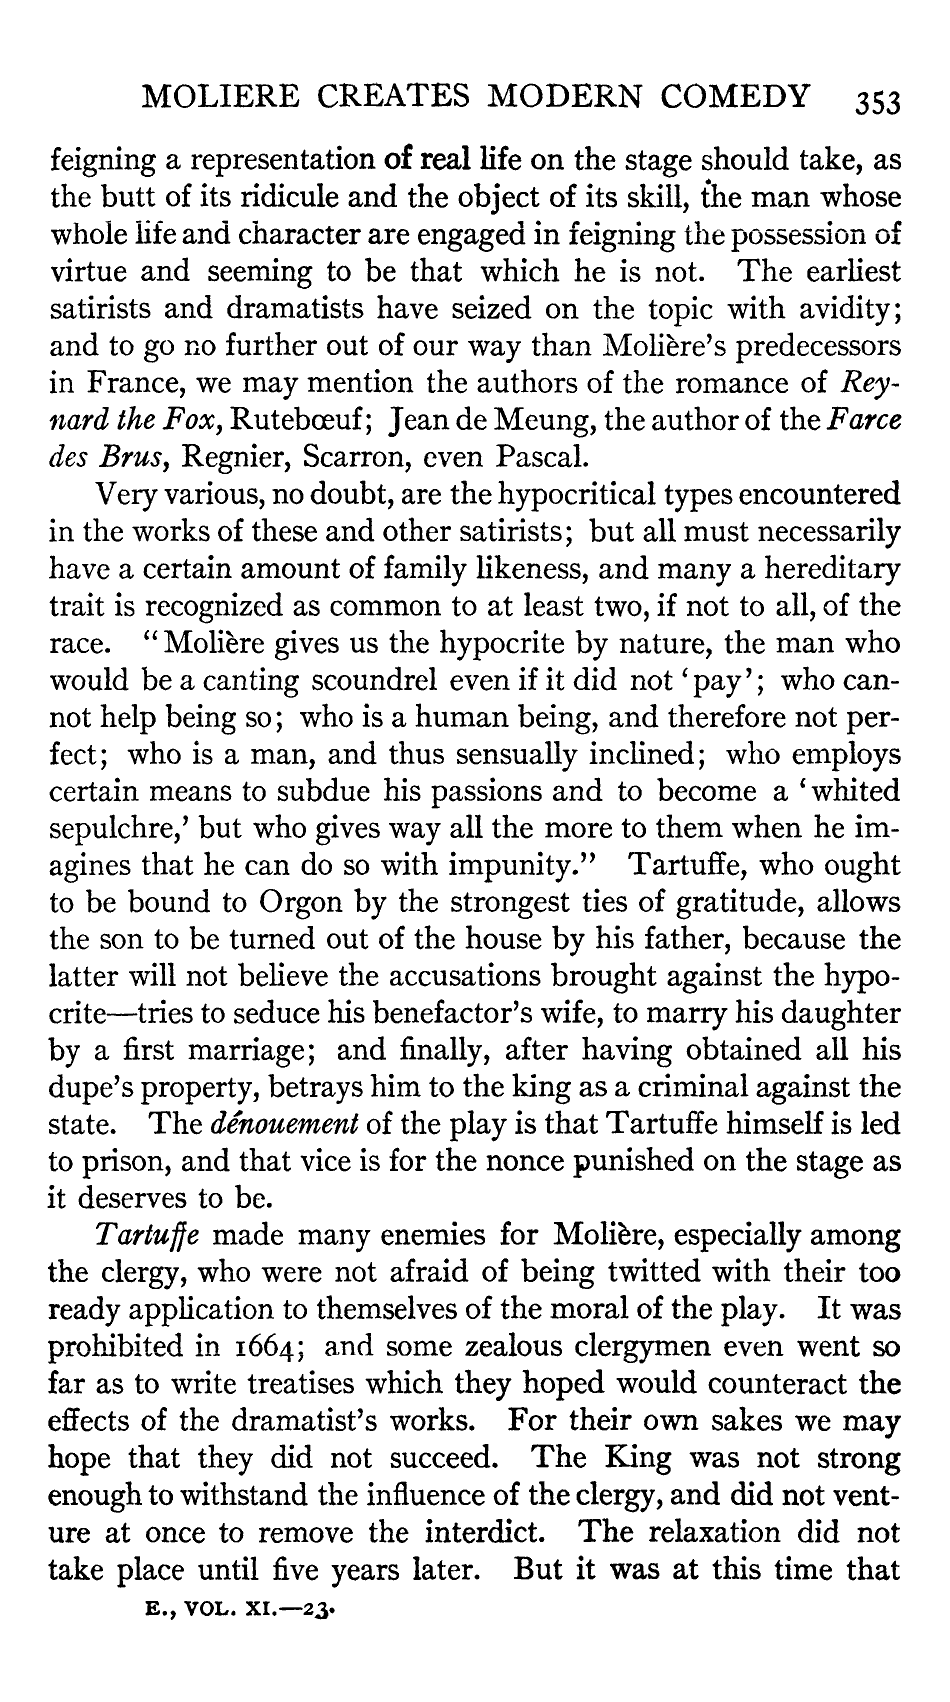 MOLIERE CREATES MODERN COMEDY 353
feigning a representation of real life on the stage should take, as
the butt of its ridicule and the object of its skill, the man whose
whole life and character are engaged in feigning the possession of
virtue and seeming to be that which he is not. The earliest
satirists and dramatists have seized on the topic with avidity;
and to go no further out of our way than Molière's predecessors
in France, we may mention the authors of the romance of Rey-
nard the Fox, Rutebœuf; Jean de Meung, the author of the Farce
des Brus, Regnier, Scarron, even Pascal.
Very various, no doubt, are the hypocritical types encountered
in the works of these and other satirists; but all must necessarily
have a certain amount of family likeness, and many a hereditary
trait is recognized as common to at least two, if not to all, of the
race. "Molière gives us the hypocrite by nature, the man who
would be a canting scoundrel even if it did not 'pay'; who can-
not help being so; who is a human being, and therefore not per-
fect; who is a man, and thus sensually inclined; who employs
certain means to subdue his passions and to become a 'whited
sepulchre,' but who gives way all the more to them when he im-
agines that he can do so with impunity." Tartuffe, who ought
to be bound to Orgon by the strongest ties of gratitude, allows
the son to be turned out of the house by his father, because the
latter will not believe the accusations brought against the hypo-
crite—tries to seduce his benefactor's wife, to marry his daughter
by a first marriage; and finally, after having obtained all his
dupe's property, betrays him to the king as a criminal against the
state. The dénouement of the play is that Tartuffe himself is led
to prison, and that vice is for the nonce punished on the stage as
it deserves to be.
Tartuffe made many enemies for Molière, especially among
the clergy, who were not afraid of being twitted with their too
ready application to themselves of the moral of the play. It was
prohibited in 1664; and some zealous clergymen even went so
far as to write treatises which they hoped would counteract the
effects of the dramatist's works. For their own sakes we may
hope that they did not succeed. The King was not strong
enough to withstand the influence of the clergy, and did not vent-
ure at once to remove the interdict. The relaxation did not
take place until five years later. But it was at this time that
E., VOL. XI.—23.